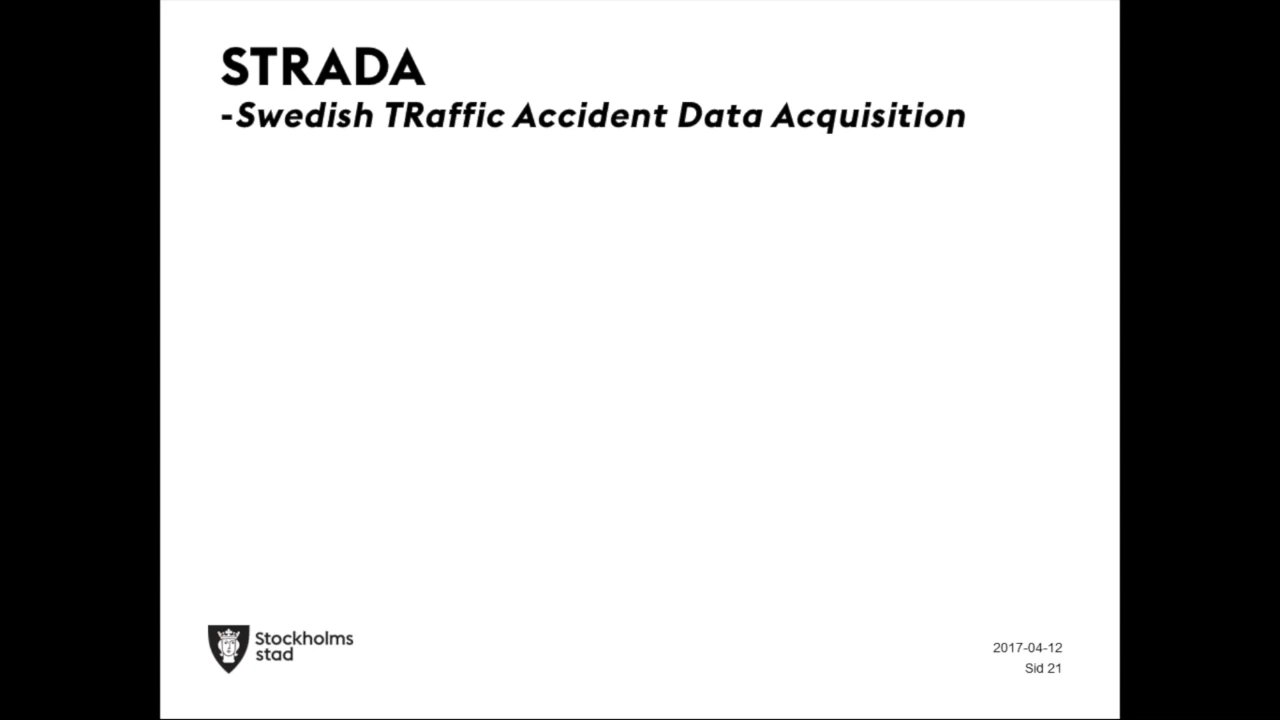 STRADA
-Swedish TRaffic Accident Data Acquisition
Stockholms
stad
2017-04-12
Sid 21